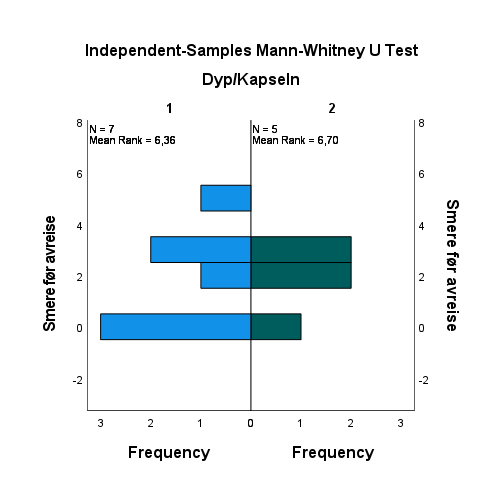 Independent-Samples Mann-Whitney U Test
Dyp/Kapseln
1 2
N = 7 N = 5
Mean Rank = 6,36 Mean Rank = 6,70
8 8
6 6
4 4
2 2
0 0
-2 -2
Smere før avreise
Smere før avreise
3 2 1 0 1 2 3
Frequency Frequency